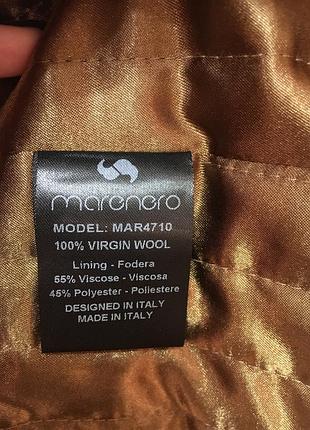 marenero
MODEL: MAR4710
100% VIRGIN WOOL
Lining - Fodera
55% Viscose - Viscosa
45% Polyester - Poliestere
DESIGNED IN ITALY
MADE IN ITALY